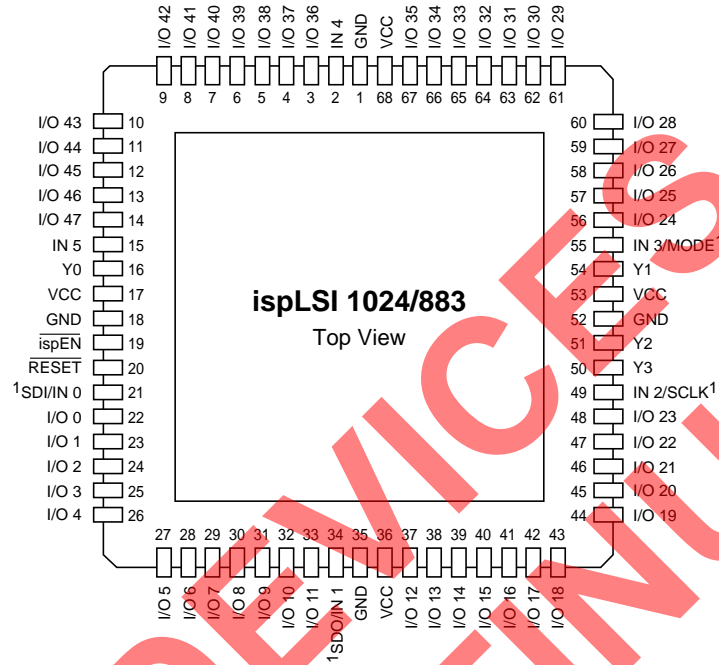 I/O 42 I/O 41 I/O 40 I/O 39 I/O 38 I/O 37 I/O 36 IN 4 GND VCC I/O 35 I/O 34 I/O 33 I/O 32 I/O 31 I/O 30 I/O 29
9 8 7 6 5 4 3 2 1 68 67 66 65 64 63 62 61
I/O 43 10 60 I/O 28
I/O 44 11 59 I/O 27
I/O 45 12 58 I/O 26
I/O 46 13 57 I/O 25
I/O 47 14 56 I/O 24
IN 5 15 55 IN 3/MODE¹
Y0 16 54 Y1
VCC 17 53 VCC
GND 18 52 GND
ispEN 19 51 Y2
RESET 20 50 Y3
¹SDI/IN 0 21 49 IN 2/SCLK¹
I/O 0 22 48 I/O 23
I/O 1 23 47 I/O 22
I/O 2 24 46 I/O 21
I/O 3 25 45 I/O 20
I/O 4 26 44 I/O 19
ispLSI 1024/883
Top View
27 28 29 30 31 32 33 34 35 36 37 38 39 40 41 42 43
I/O 5 I/O 6 I/O 7 I/O 8 I/O 9 I/O 10 I/O 11 ¹SDO/IN 1 GND VCC I/O 12 I/O 13 I/O 14 I/O 15 I/O 16 I/O 17 I/O 18
DEVICES